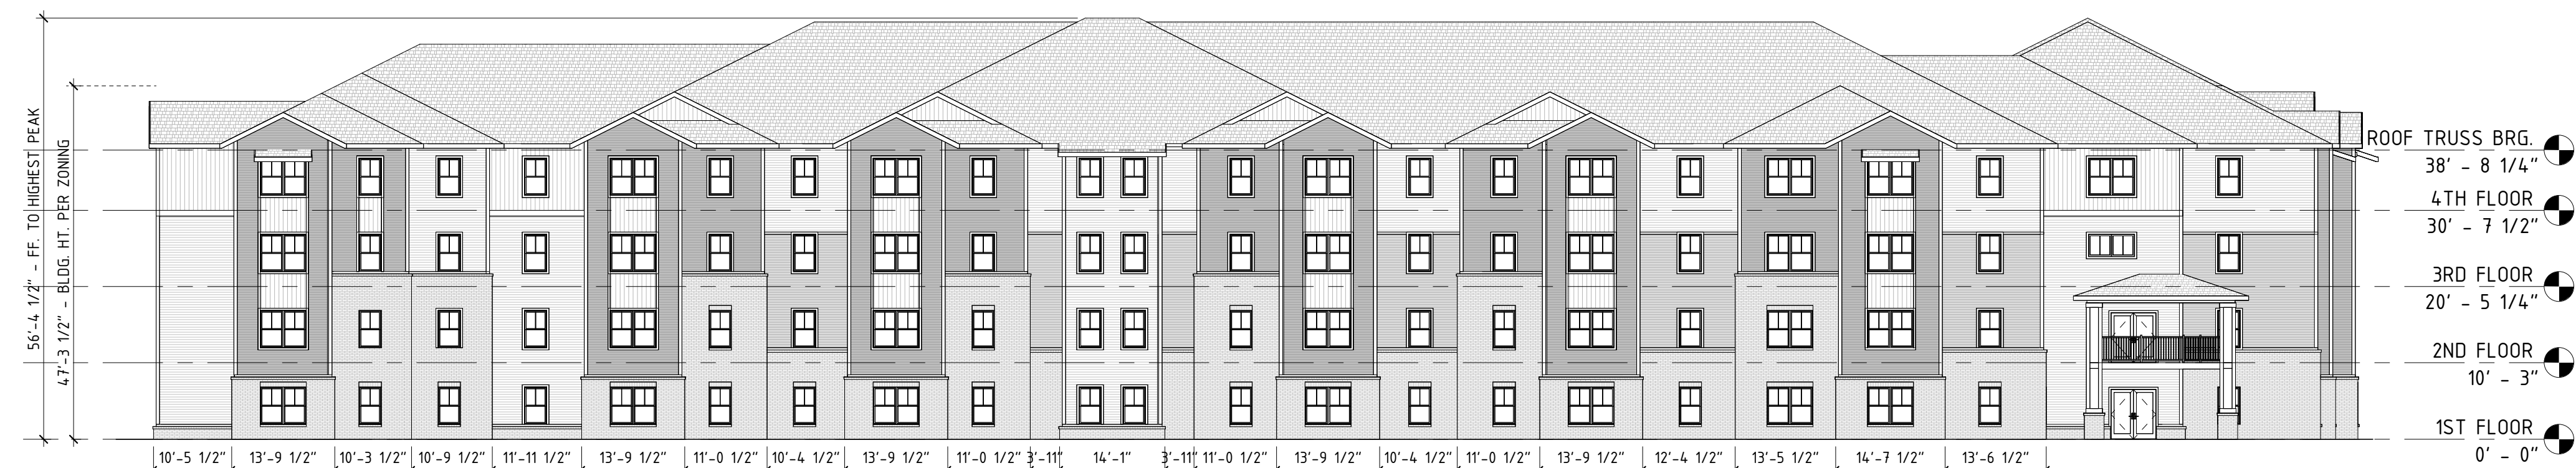 56'-4 1/2" - FF. TO HIGHEST PEAK
47'-3 1/2" - BLDG. HT. PER ZONING
ROOF TRUSS BRG.
38' - 8 1/4"
4TH FLOOR
30' - 7 1/2"
3RD FLOOR
20' - 5 1/4"
2ND FLOOR
10' - 3"
1ST FLOOR
0' - 0"
10'-5 1/2" 13'-9 1/2" 10'-3 1/2" 10'-9 1/2" 11'-11 1/2" 13'-9 1/2" 11'-0 1/2" 10'-4 1/2" 13'-9 1/2" 11'-0 1/2" 3'-11" 14'-1" 3'-11" 11'-0 1/2" 13'-9 1/2" 10'-4 1/2" 11'-0 1/2" 13'-9 1/2" 12'-4 1/2" 13'-5 1/2" 14'-7 1/2" 13'-6 1/2"